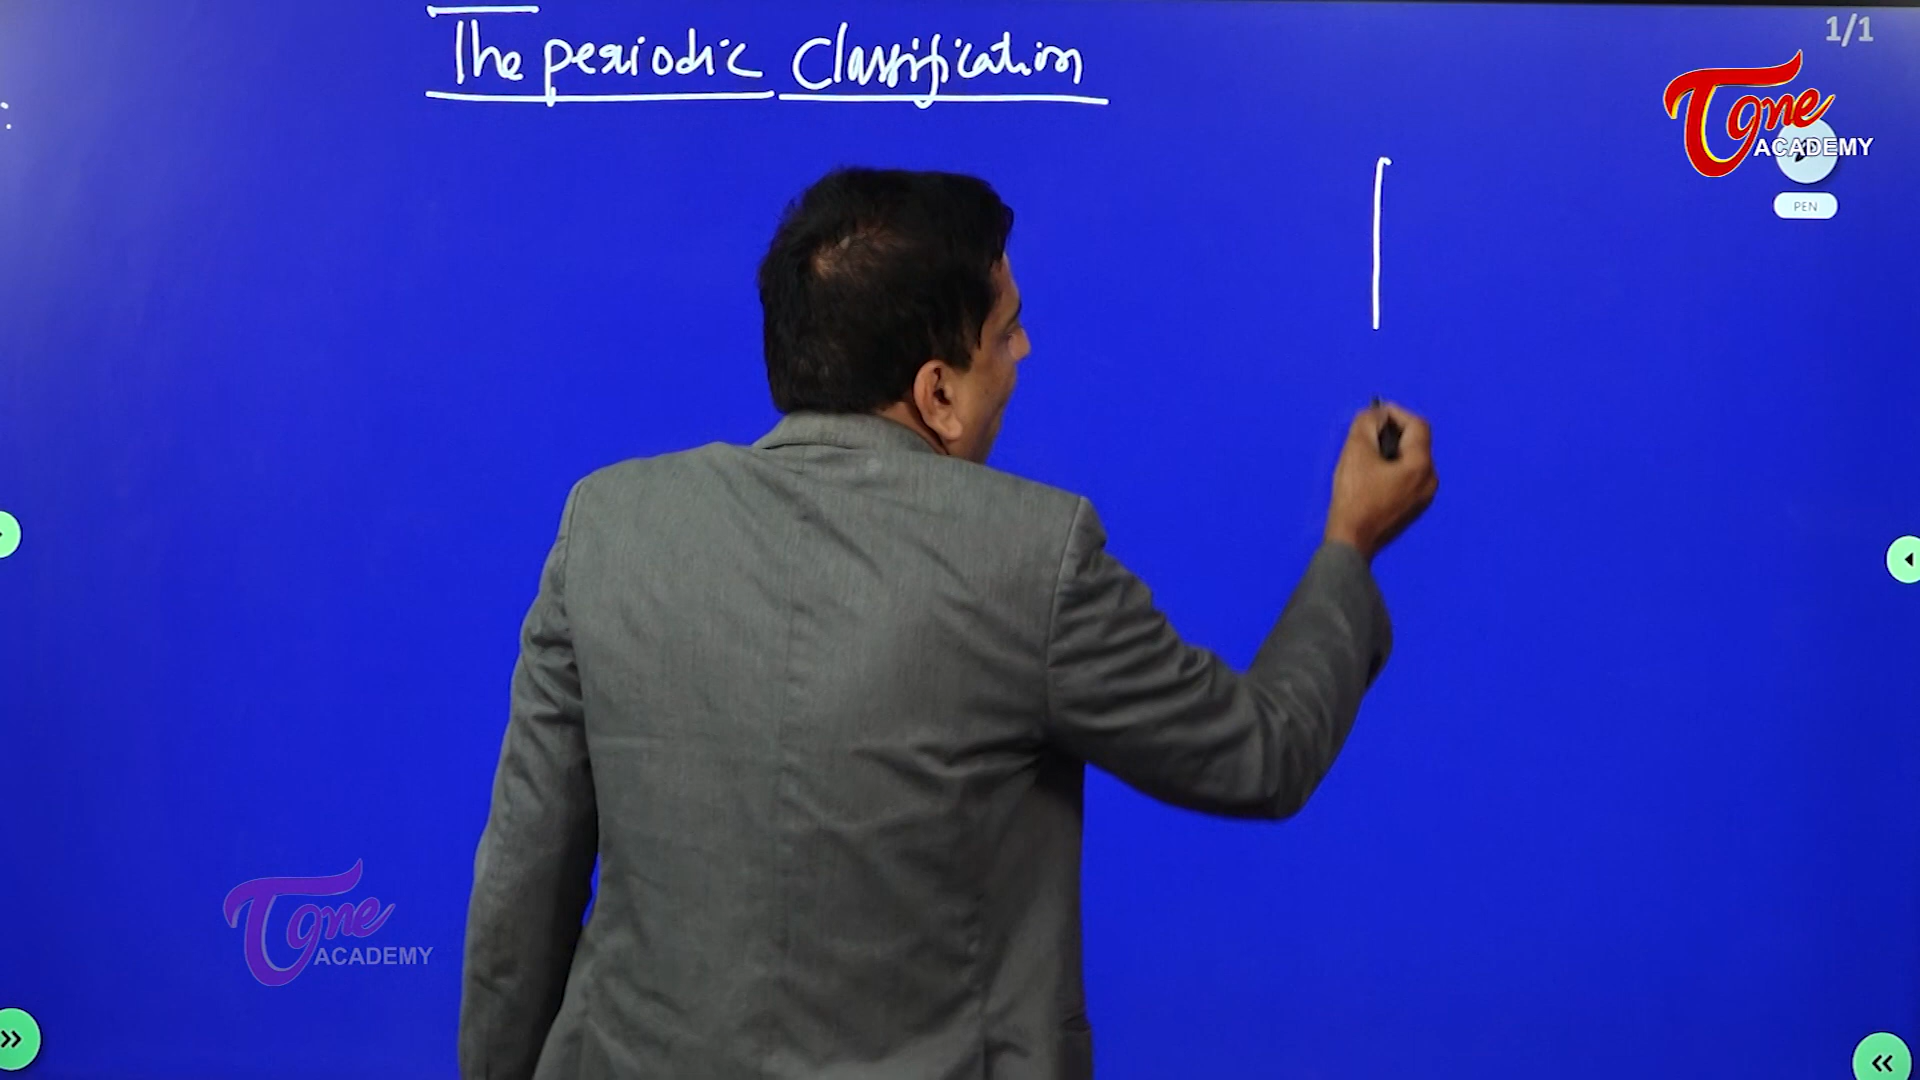 1/1
The periodic Classification
Tone
ACADEMY
PEN
Tone
ACADEMY